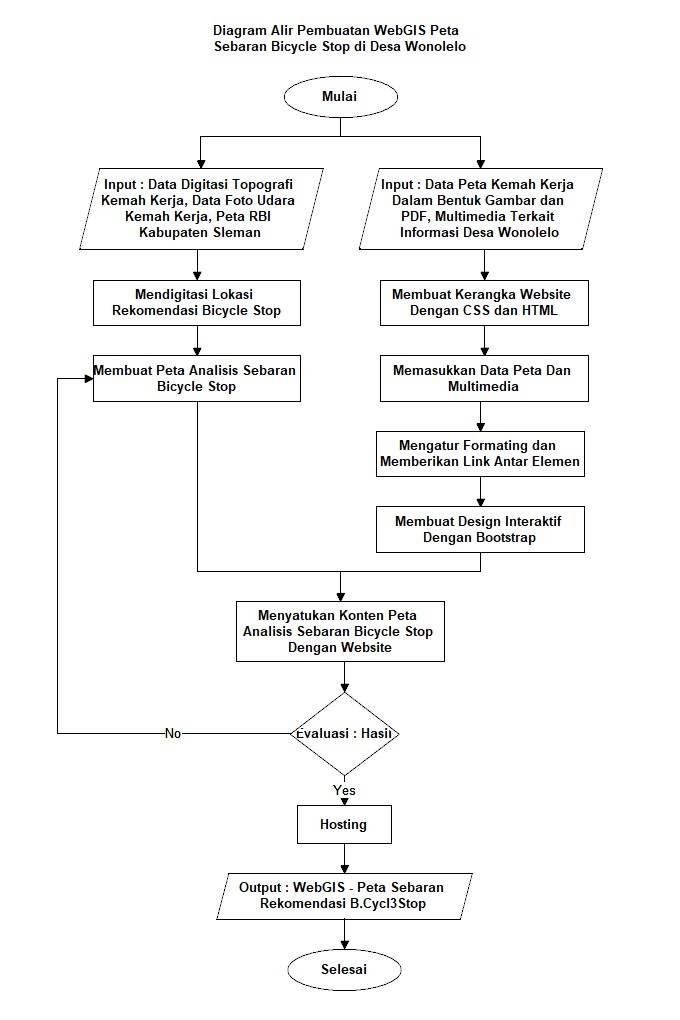 Diagram Alir Pembuatan WebGIS Peta
Sebaran Bicycle Stop di Desa Wonolelo
Mulai
Input : Data Digitasi Topografi
Kemah Kerja, Data Foto Udara
Kemah Kerja, Peta RBI
Kabupaten Sleman
Input : Data Peta Kemah Kerja
Dalam Bentuk Gambar dan
PDF, Multimedia Terkait
Informasi Desa Wonolelo
Mendigitasi Lokasi
Rekomendasi Bicycle Stop
Membuat Kerangka Website
Dengan CSS dan HTML
Membuat Peta Analisis Sebaran
Bicycle Stop
Memasukkan Data Peta Dan
Multimedia
Mengatur Formating dan
Memberikan Link Antar Elemen
Membuat Design Interaktif
Dengan Bootstrap
Menyatukan Konten Peta
Analisis Sebaran Bicycle Stop
Dengan Website
Evaluasi : Hasil
No
Yes
Hosting
Output : WebGIS - Peta Sebaran
Rekomendasi B.Cycl3Stop
Selesai